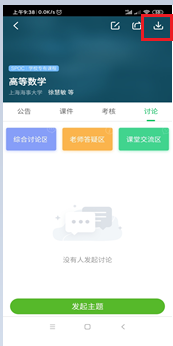 上午9:38 | 0.0K/s
高等数学
上海海事大学 徐慧敏 等
公告 课件 考核 讨论
综合讨论区 老师答疑区 课堂交流区
没有人发起讨论
发起主题